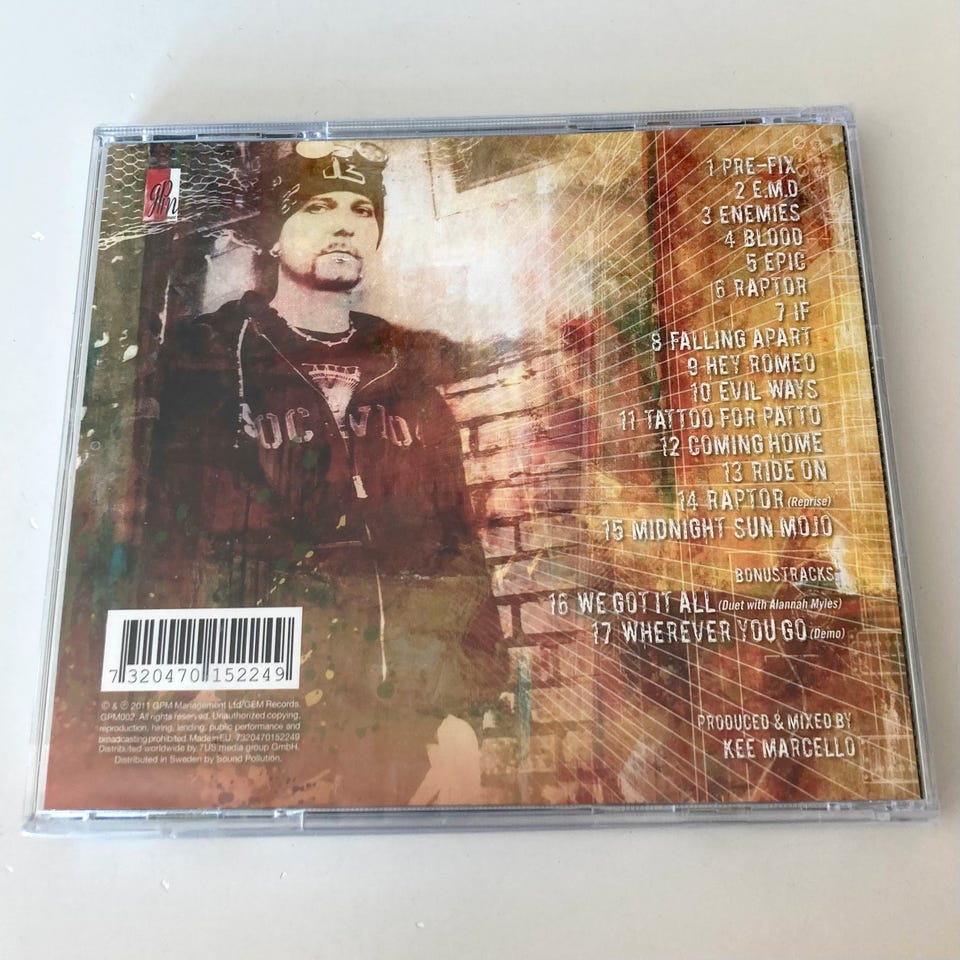 gpm
1 PRE-FIX
2 E.M.D
3 ENEMIES
4 BLOOD
5 EPIC
6 RAPTOR
7 IF
8 FALLING APART
9 HEY ROMEO
10 EVIL WAYS
11 TATTOO FOR PATTO
12 COMING HOME
13 RIDE ON
14 RAPTOR (Reprise)
15 MIDNIGHT SUN MOJO
BONUSTRACKS
16 WE GOT IT ALL (Duet with Alannah Myles)
17 WHEREVER YOU GO (Demo)
PRODUCED & MIXED BY
KEE MARCELLO
7 320470 152249
© & ℗ 2011 GPM Management Ltd/GEM Records.
GPM002. All rights reserved. Unauthorized copying,
reproduction, hiring, lending, public performance and
broadcasting prohibited. Made in EU. 7320470152249
Distributed worldwide by 7US media group GmbH.
Distributed in Sweden by Sound Pollution.